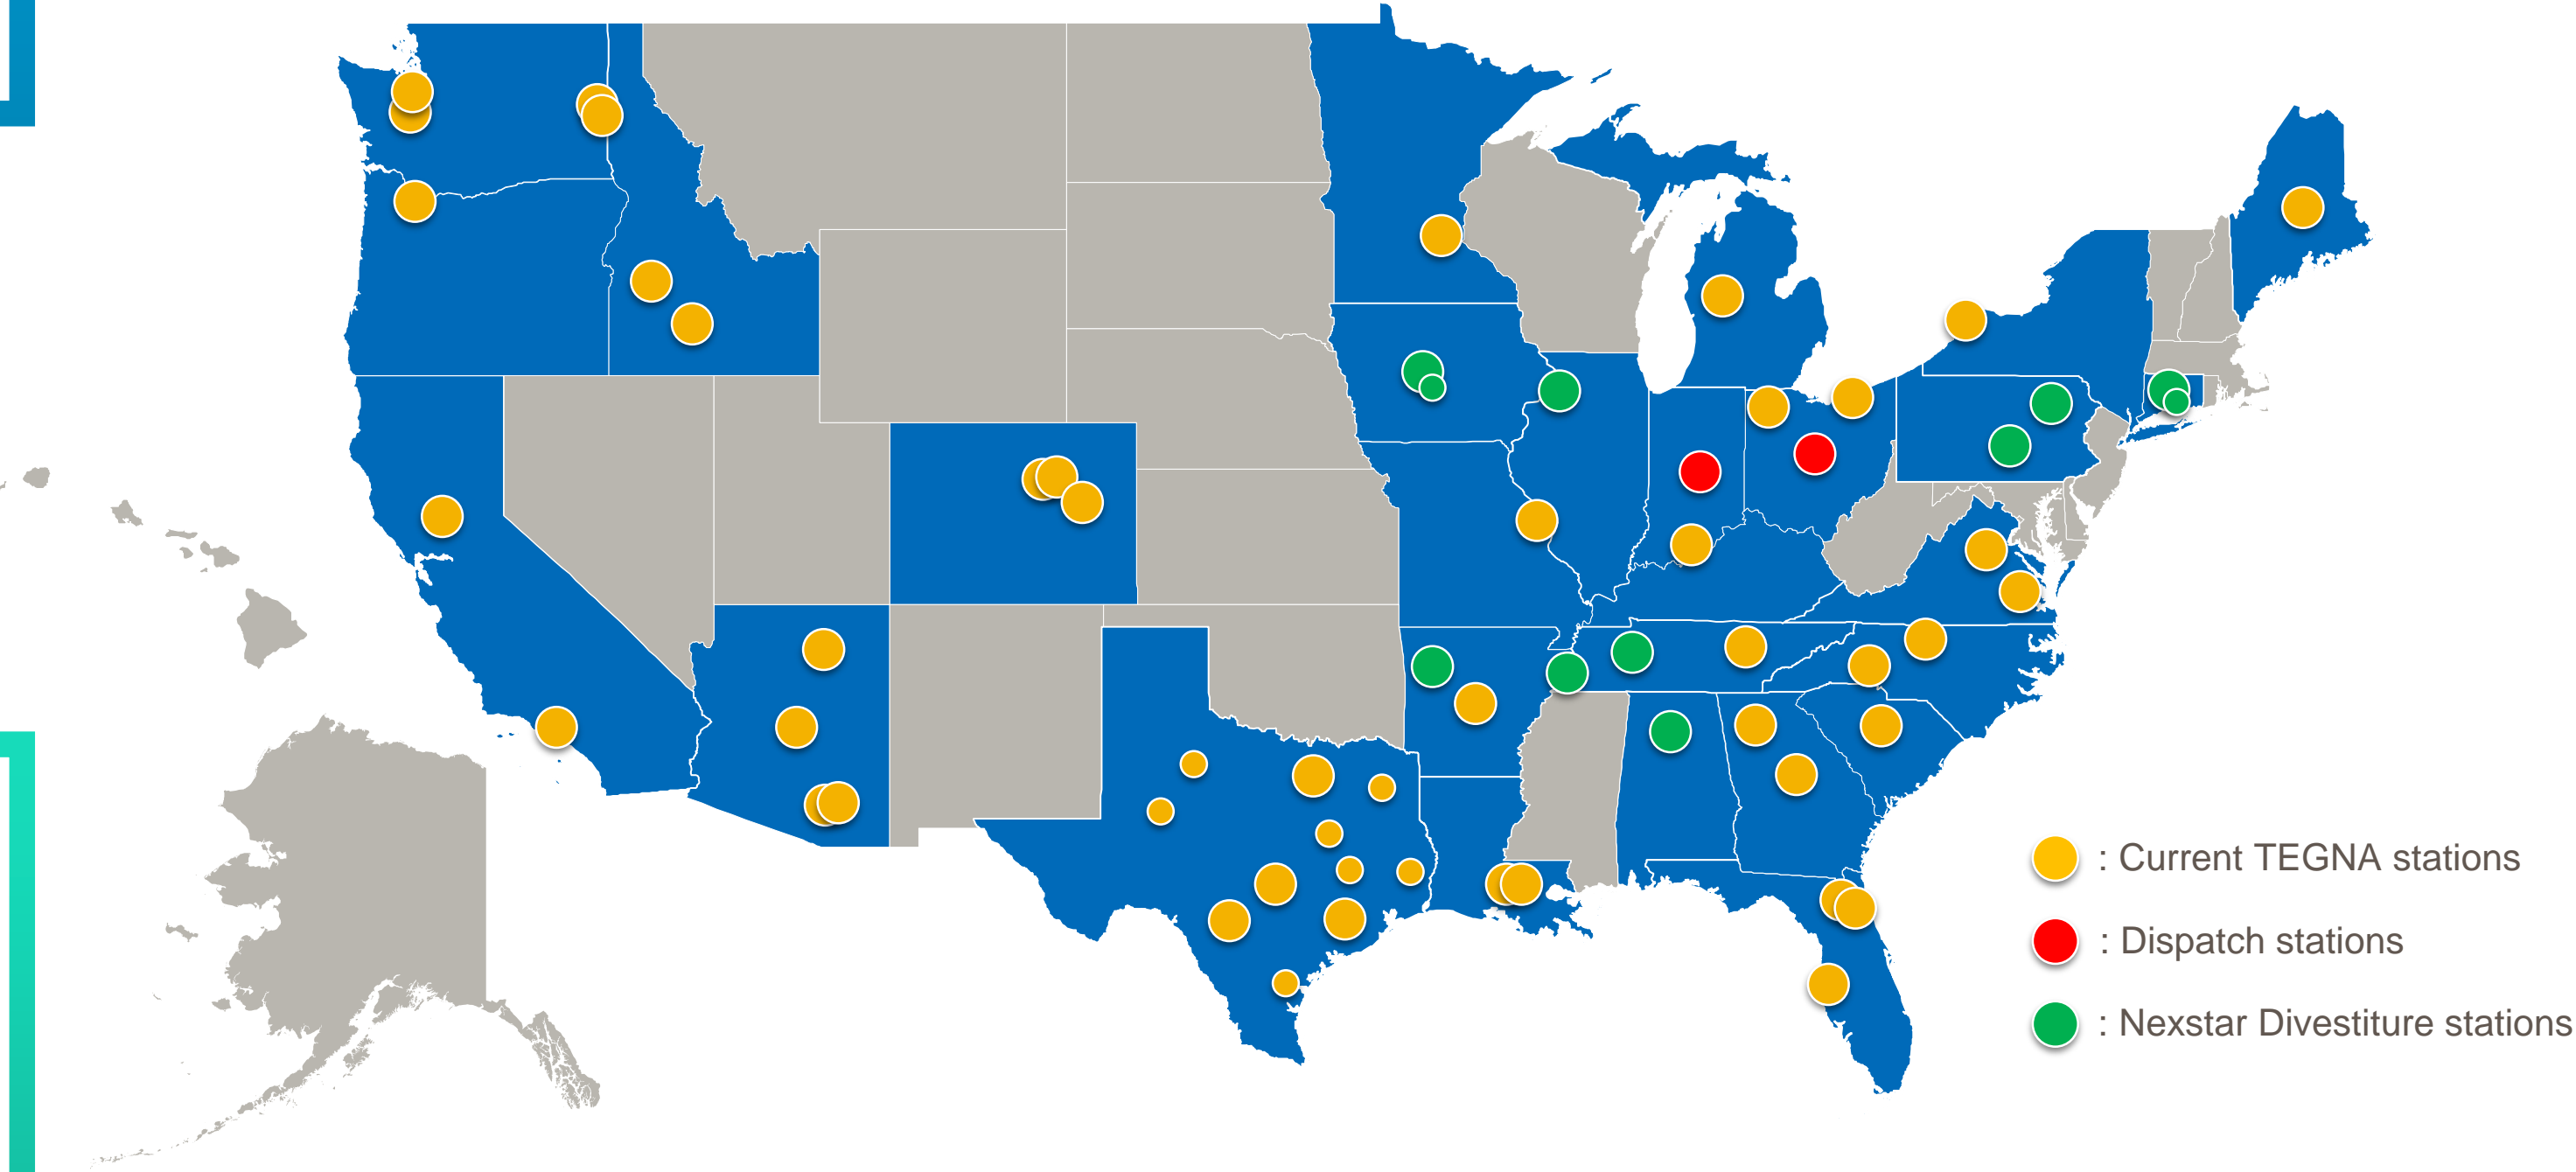 : Current TEGNA stations
: Dispatch stations
: Nexstar Divestiture stations